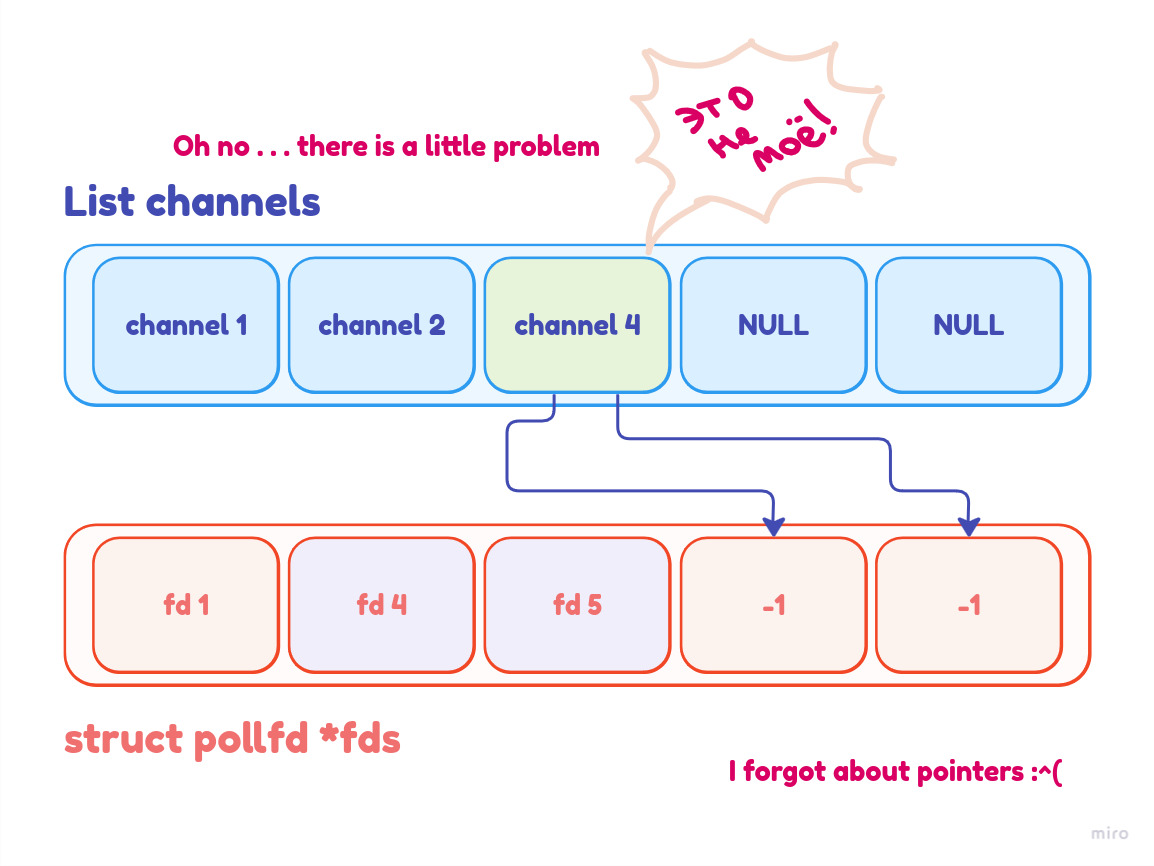 Oh no . . . there is a little problem
ЭТО
не
моё!
List channels
channel 1
channel 2
channel 4
NULL
NULL
fd 1
fd 4
fd 5
-1
-1
struct pollfd *fds
I forgot about pointers :^(
miro